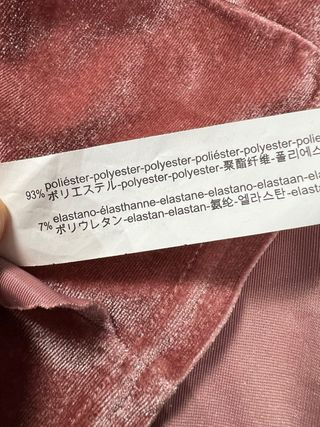 93% poliéster-polyester-polyester-poliéster-polyester-polyester
ポリエステル-polyester-polyester-聚酯纤维-폴리에스
7% elastano-élasthanne-elastane-elastano-elastaan-ela
ポリウレタン-elastan-elastan-氨纶-엘라스탄-elasta